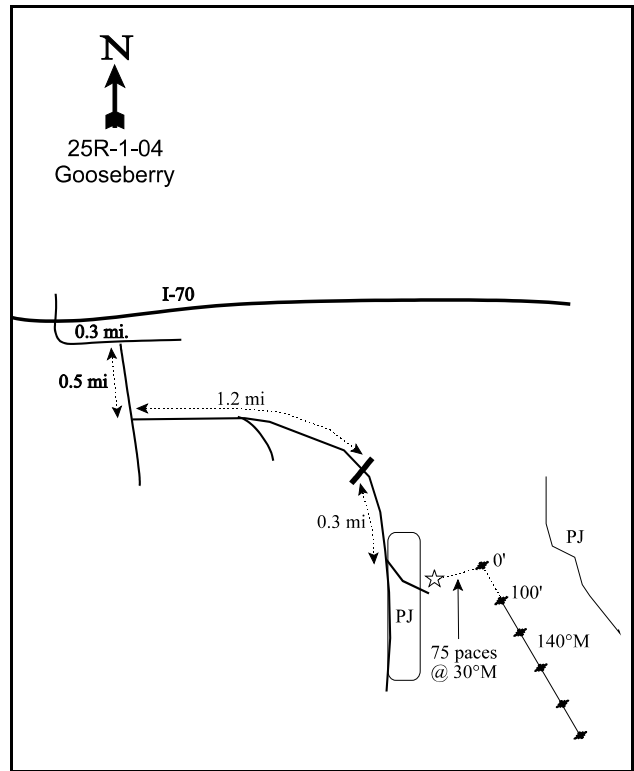 N
25R-1-04
Gooseberry
I-70
0.3 mi.
0.5 mi
1.2 mi
0.3 mi
PJ
0'
100'
PJ
140°M
75 paces
@ 30°M